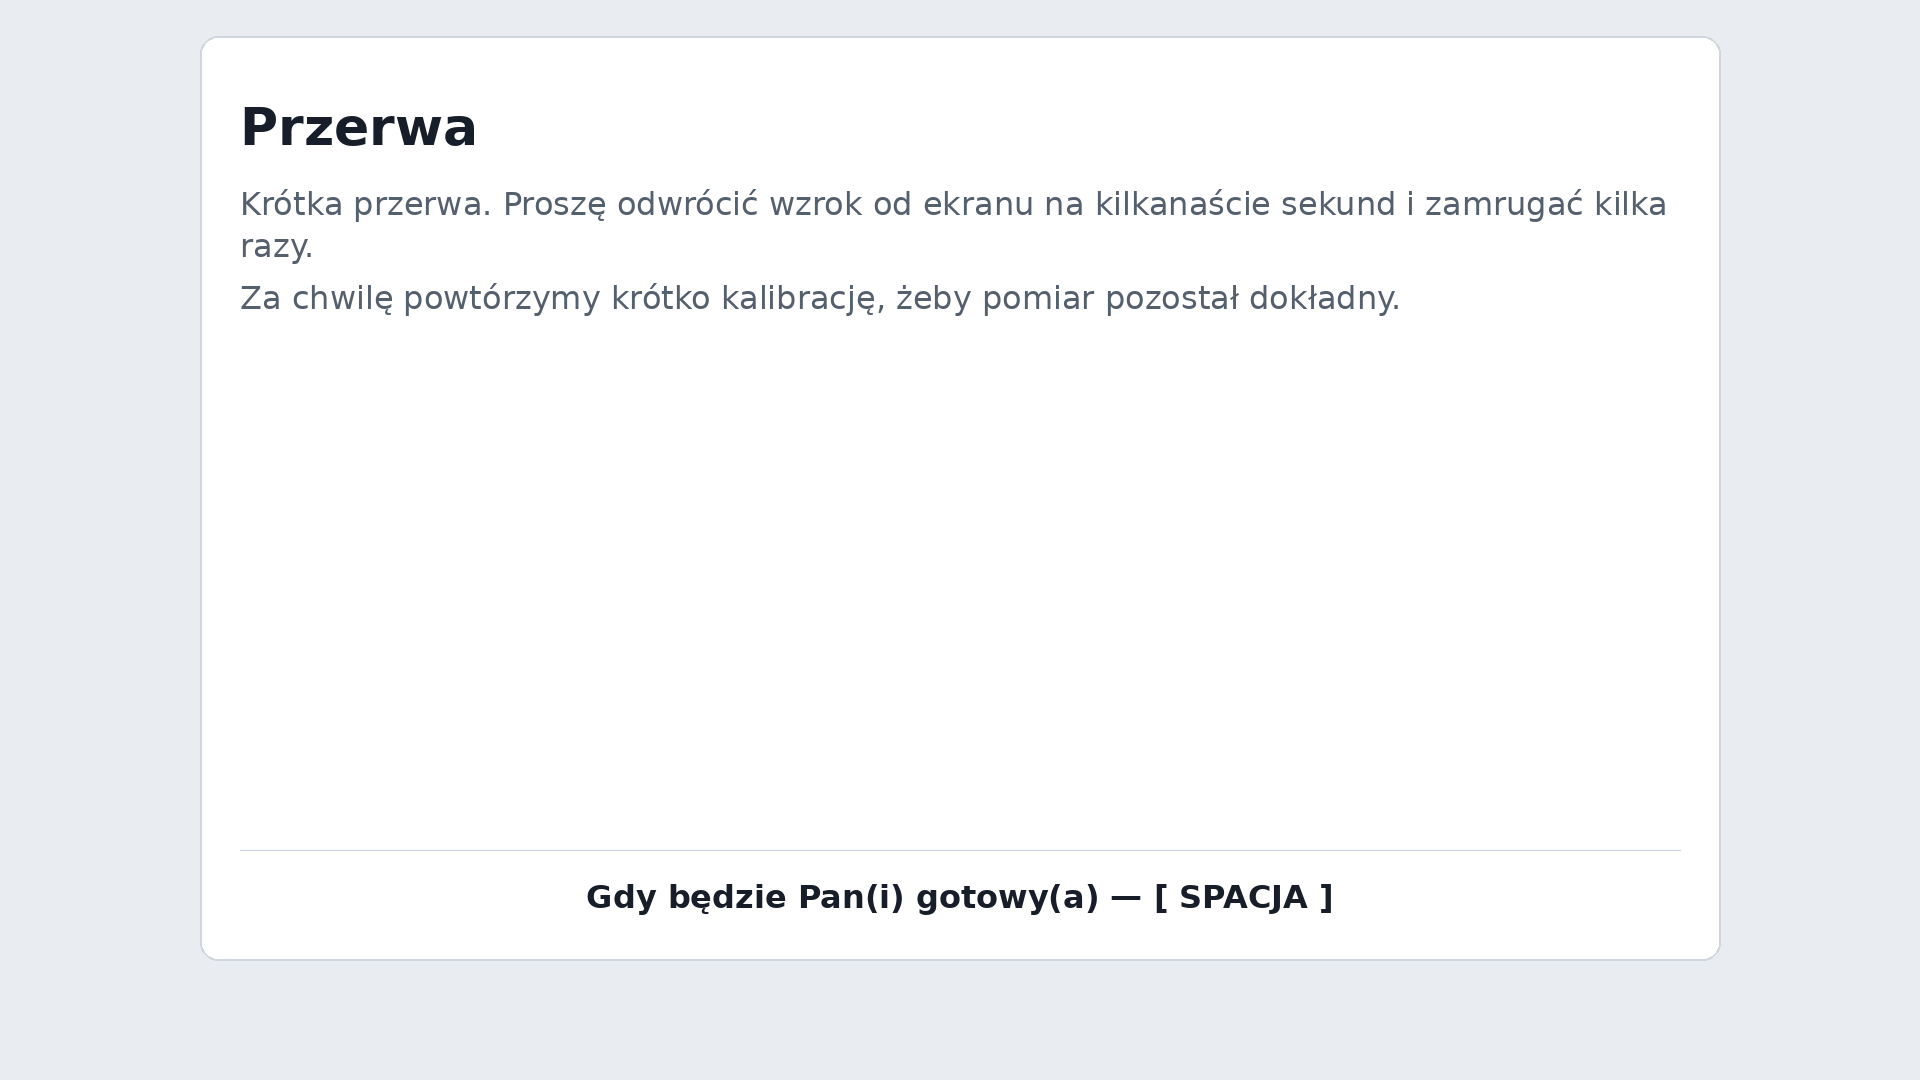 Przerwa
Krótka przerwa. Proszę odwrócić wzrok od ekranu na kilkanaście sekund i zamrugać kilka
razy.
Za chwilę powtórzymy krótko kalibrację, żeby pomiar pozostał dokładny.
Gdy będzie Pan(i) gotowy(a) — [ SPACJA ]